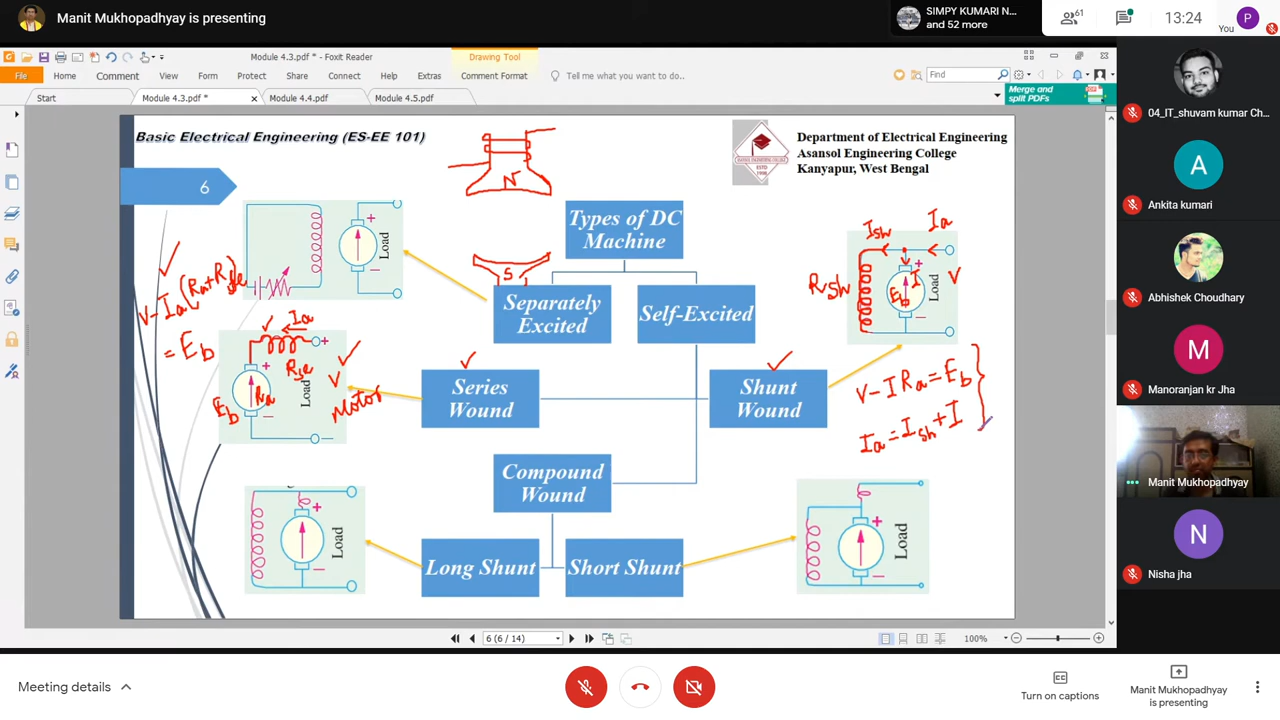 Manit Mukhopadhyay is presenting
SIMPY KUMARI N...
and 52 more
61
13:24
You
P
Module 4.3.pdf * - Foxit Reader
Drawing Tool
File
Home
Comment
View
Form
Protect
Share
Connect
Help
Extras
Comment Format
Tell me what you want to do..
Find
Start
Module 4.3.pdf *
Module 4.4.pdf
Module 4.5.pdf
Merge and
split PDFs
Basic Electrical Engineering (ES-EE 101)
Department of Electrical Engineering
Asansol Engineering College
Kanyapur, West Bengal
6
N
S
Types of DC
Machine
Separately
Excited
Self-Excited
Series
Wound
Shunt
Wound
Compound
Wound
Long Shunt
Short Shunt
+
Load
−
V-Ia(Ra+Rse)
= Eb
Ia
Rse
+
+
V
Motor
Load
Ra
Eb
−
−
Ish
Ia
Rsh
+
I
Eb
Load
V
−
V-IRa=Eb
Ia=Ish+I
+
Load
−
+
Load
−
6 (6 / 14)
100%
04_IT_shuvam kumar Ch...
A
Ankita kumari
Abhishek Choudhary
M
Manoranjan kr Jha
Manit Mukhopadhyay
N
Nisha jha
Meeting details
Turn on captions
Manit Mukhopadhyay
is presenting